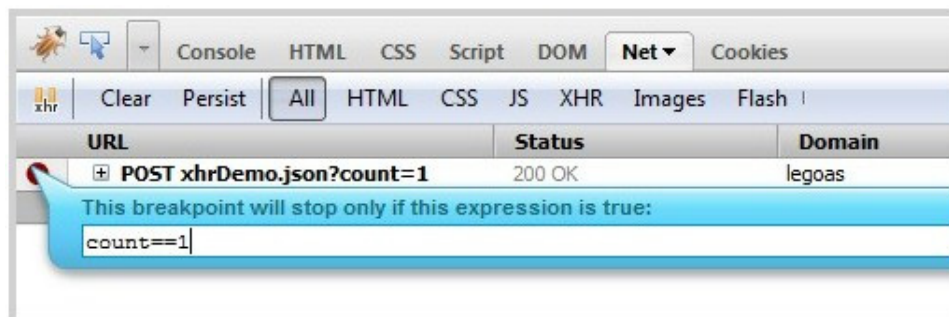 Console HTML CSS Script DOM Net Cookies
xhr Clear Persist All HTML CSS JS XHR Images Flash
URL Status Domain
POST xhrDemo.json?count=1 200 OK legoas
This breakpoint will stop only if this expression is true:
count==1